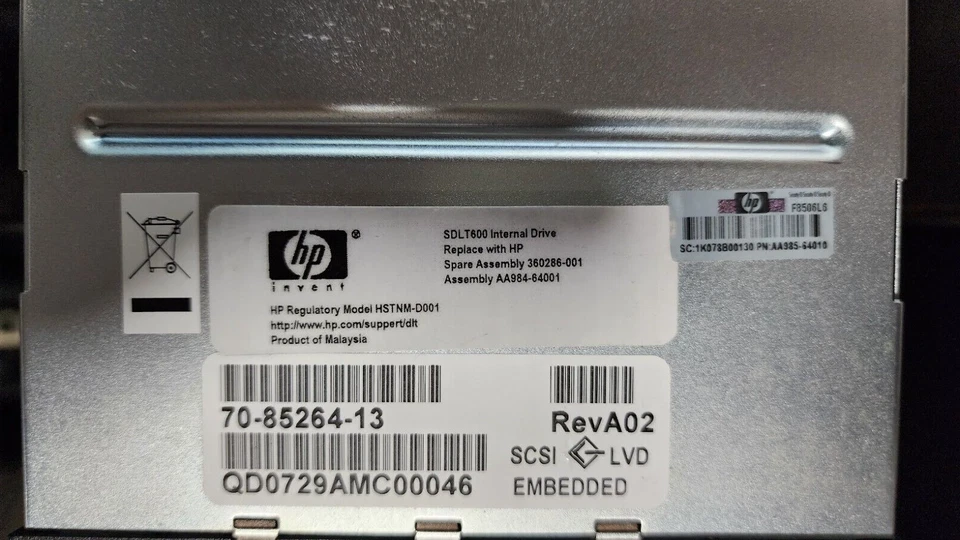 hp
®
invent
SDLT600 Internal Drive
Replace with HP
Spare Assembly 360286-001
Assembly AA984-64001
HP Regulatory Model HSTNM-D001
http://www.hp.com/support/dlt
Product of Malaysia
hp
F8506LG
SC:1K078B00130 PN:AA985-64010
70-85264-13
RevA02
QD0729AMC00046
SCSI LVD
EMBEDDED